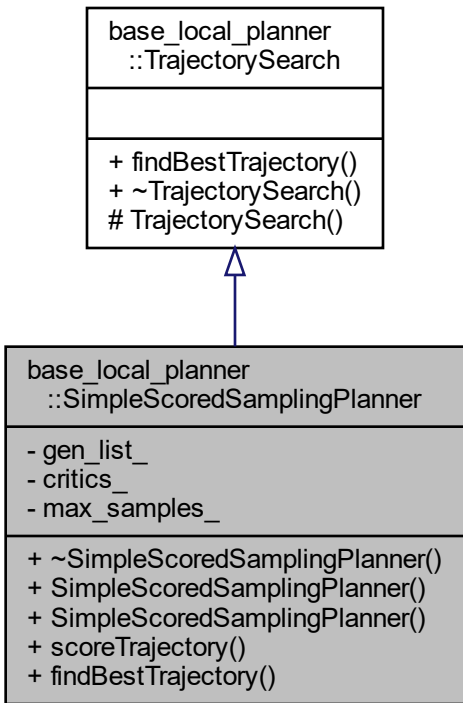 base_local_planner
::TrajectorySearch
+ findBestTrajectory()
+ ~TrajectorySearch()
# TrajectorySearch()
base_local_planner
::SimpleScoredSamplingPlanner
- gen_list_
- critics_
- max_samples_
+ ~SimpleScoredSamplingPlanner()
+ SimpleScoredSamplingPlanner()
+ SimpleScoredSamplingPlanner()
+ scoreTrajectory()
+ findBestTrajectory()